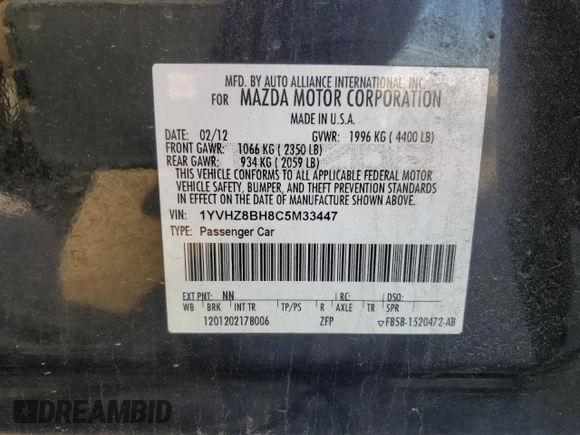 MFD. BY AUTO ALLIANCE INTERNATIONAL, INC.
FOR MAZDA MOTOR CORPORATION
MADE IN U.S.A.
DATE: 02/12 GVWR: 1996 KG ( 4400 LB)
FRONT GAWR: 1066 KG ( 2350 LB)
REAR GAWR: 934 KG ( 2059 LB)
THIS VEHICLE CONFORMS TO ALL APPLICABLE FEDERAL MOTOR
VEHICLE SAFETY, BUMPER, AND THEFT PREVENTION STANDARDS
IN EFFECT ON THE DATE OF MANUFACTURE SHOWN ABOVE.
VIN: 1YVHZ8BH8C5M33447
TYPE: Passenger Car
EXT PNT: NN RC: DSO:
WB BRK INT TR TP/PS R AXLE TR SPR
1201202178006 ZFP F85B-1520472-AB
DREAMBID